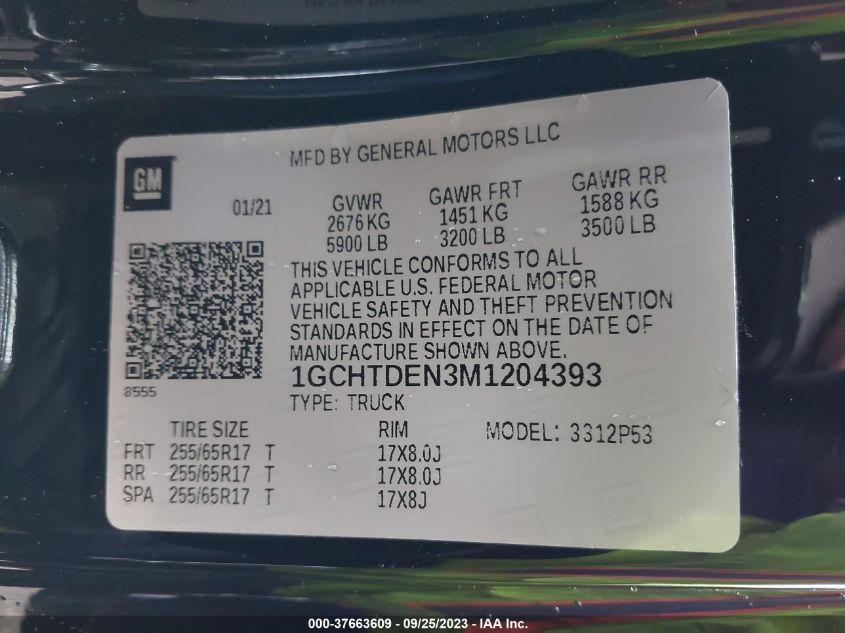 MFD BY GENERAL MOTORS LLC
GM
01/21
GVWR GAWR FRT GAWR RR
2676 KG 1451 KG 1588 KG
5900 LB 3200 LB 3500 LB
THIS VEHICLE CONFORMS TO ALL
APPLICABLE U.S. FEDERAL MOTOR
VEHICLE SAFETY AND THEFT PREVENTION
STANDARDS IN EFFECT ON THE DATE OF
MANUFACTURE SHOWN ABOVE.
8555
1GCHTDEN3M1204393
TYPE: TRUCK
TIRE SIZE RIM MODEL: 3312P53
FRT 255/65R17 T 17X8.0J
RR 255/65R17 T 17X8.0J
SPA 255/65R17 T 17X8J
000-37663609 - 09/25/2023 - IAA Inc.